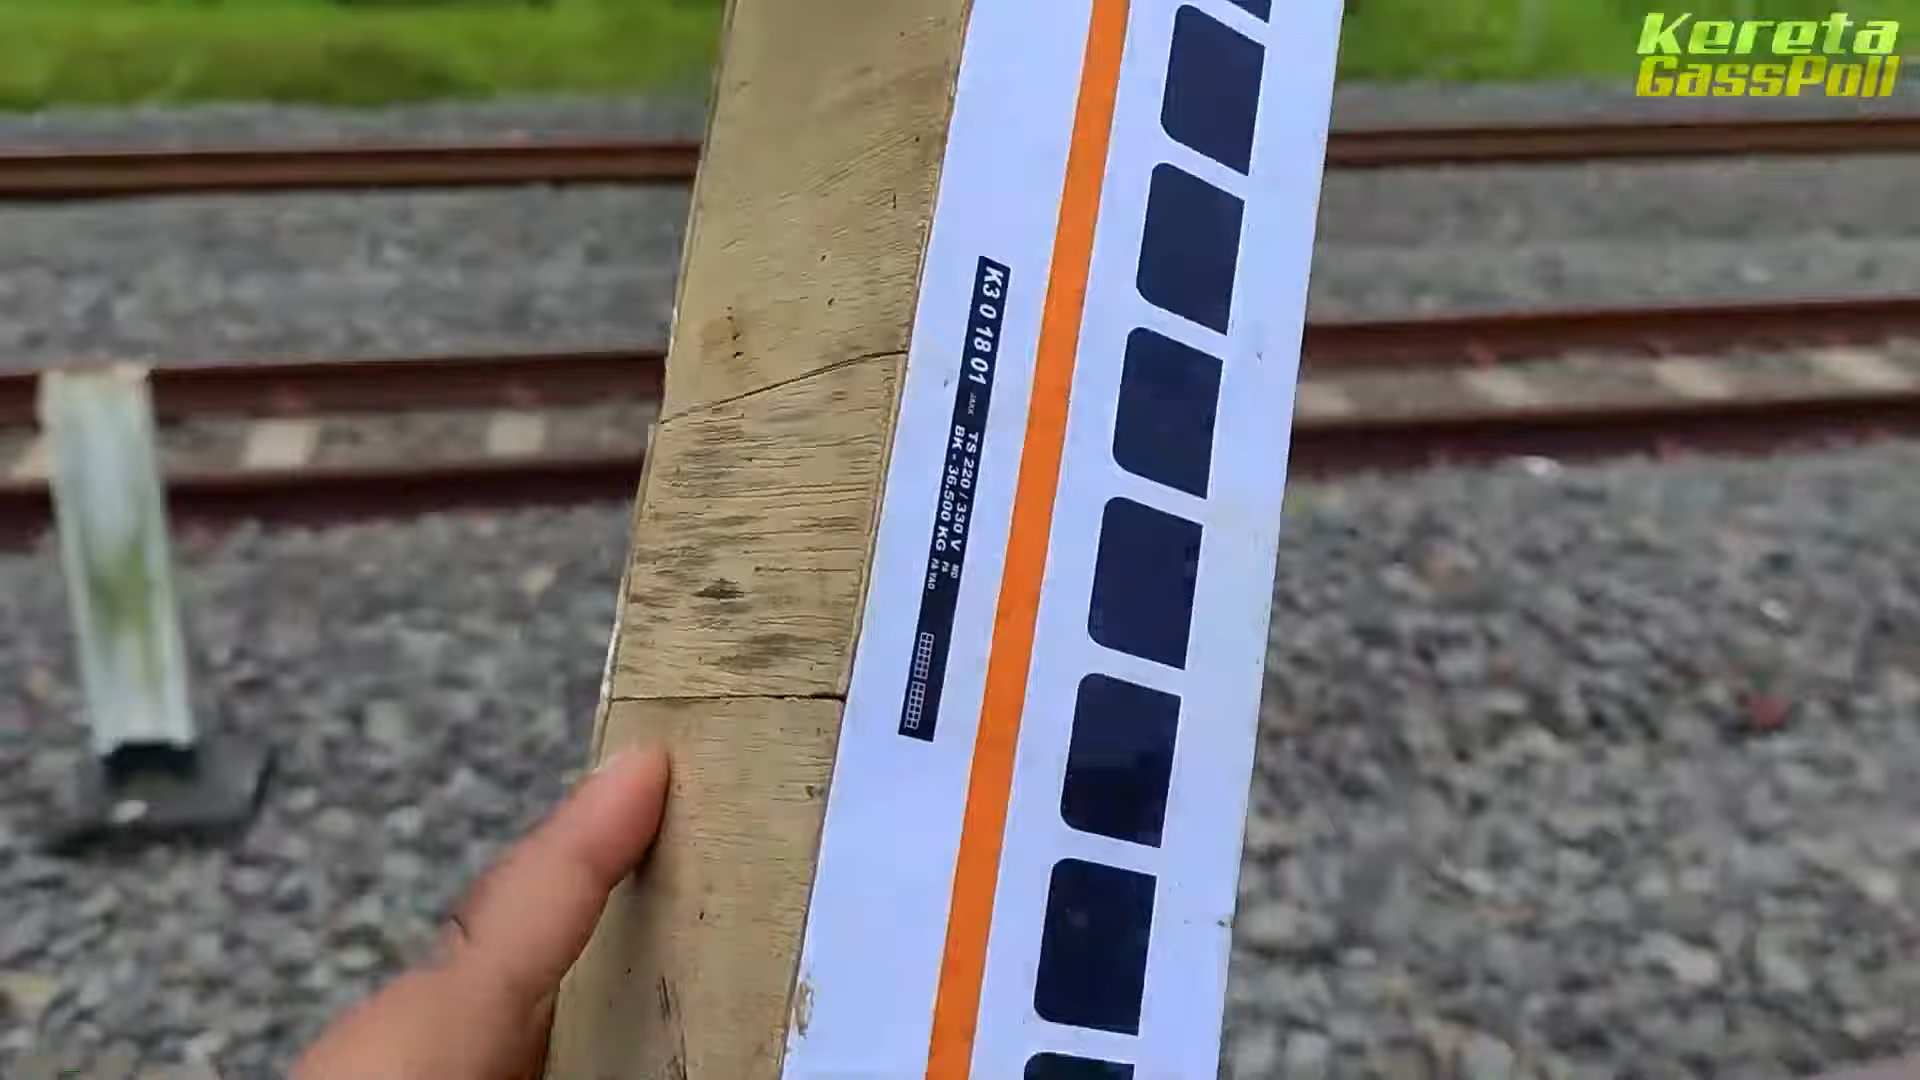 Kereta
GassPoll
K3 0 18 01
TS 220 / 330 V
BK - 36.500 KG